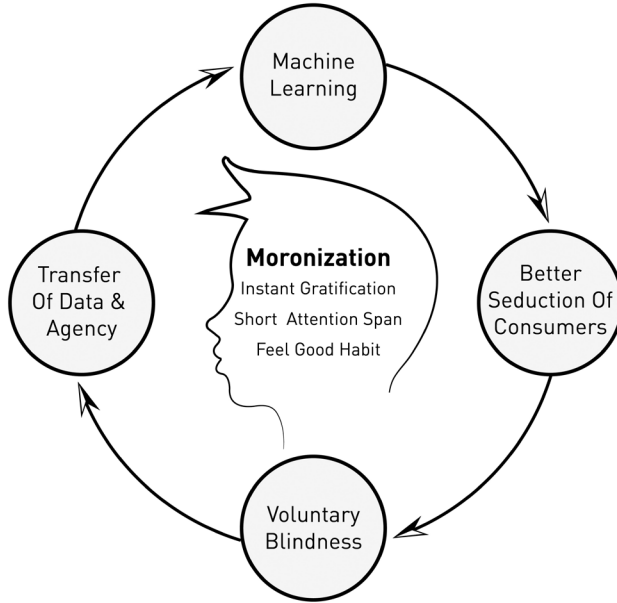 Machine
Learning
Better
Seduction Of
Consumers
Voluntary
Blindness
Transfer
Of Data &
Agency
Moronization
Instant Gratification
Short Attention Span
Feel Good Habit